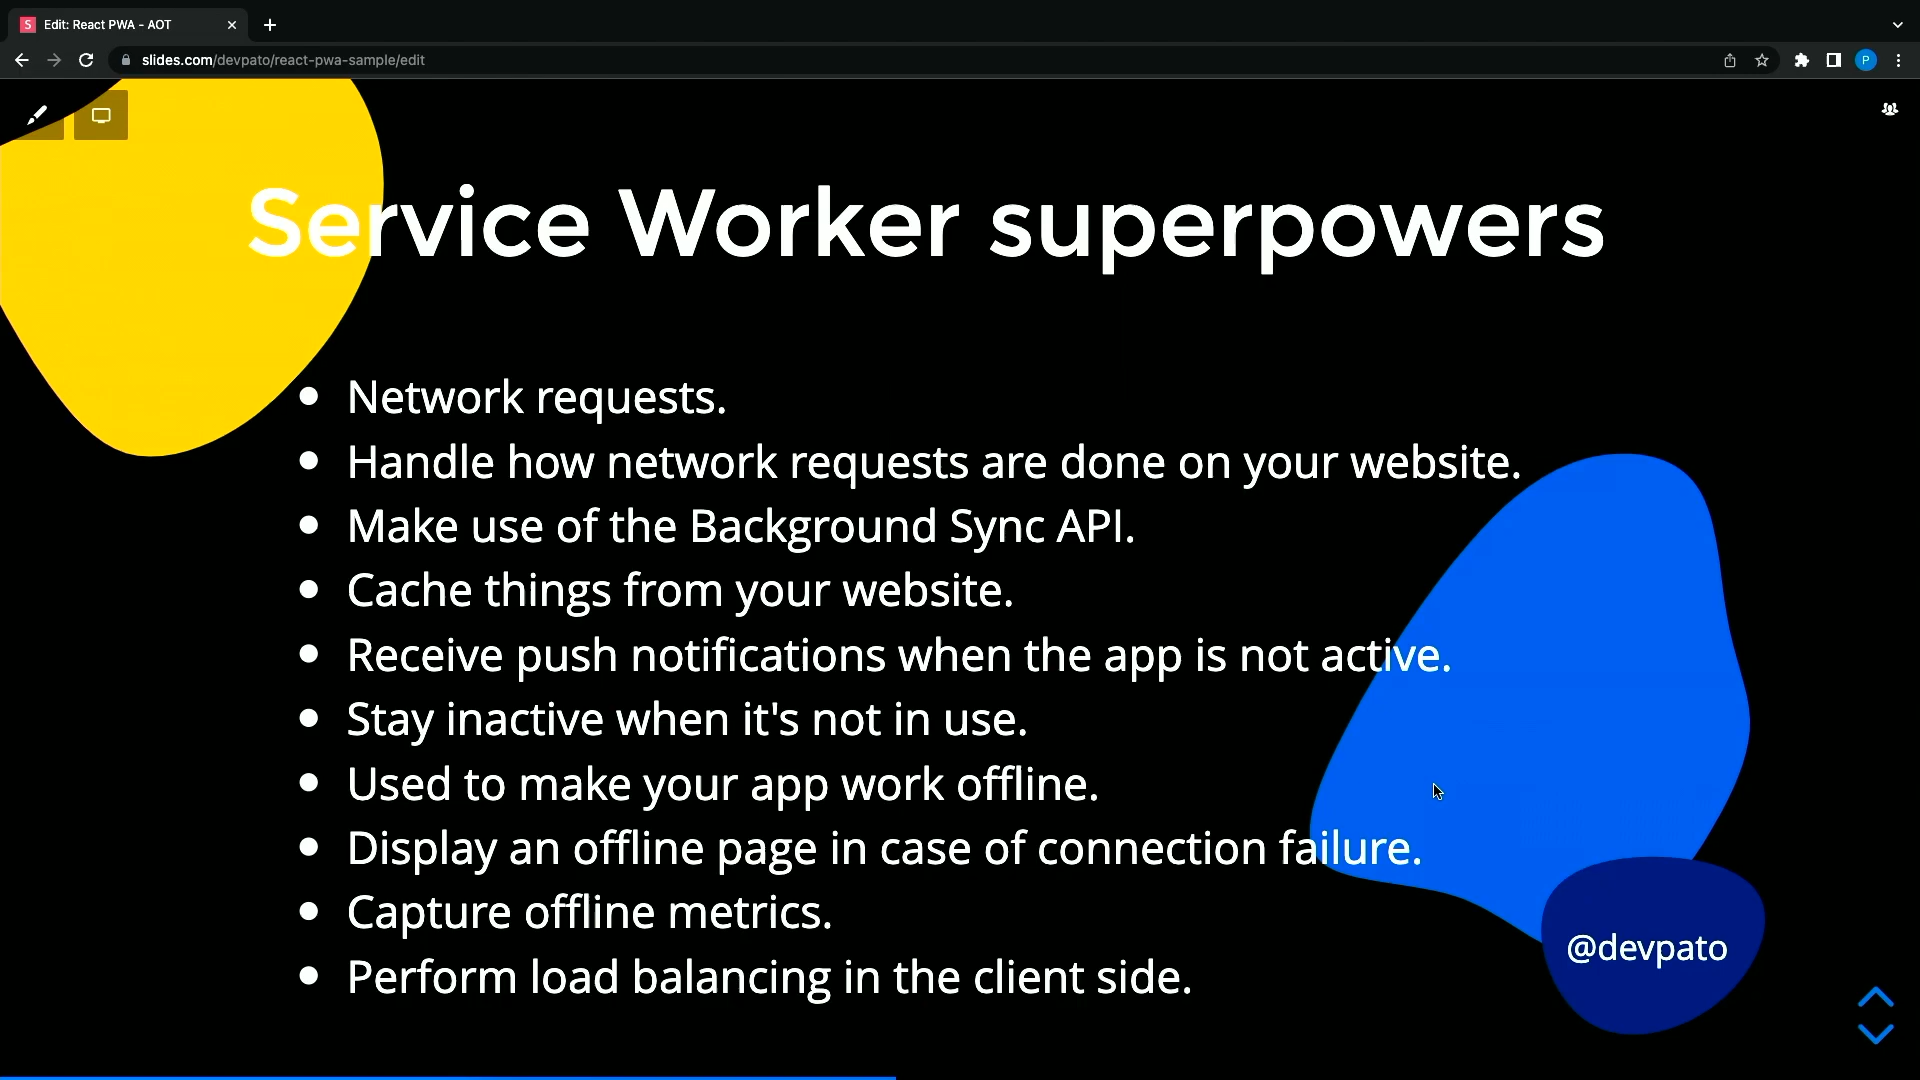 S Edit: React PWA - AOT
slides.com/devpato/react-pwa-sample/edit
P
Service Worker superpowers
Network requests.
Handle how network requests are done on your website.
Make use of the Background Sync API.
Cache things from your website.
Receive push notifications when the app is not active.
Stay inactive when it's not in use.
Used to make your app work offline.
Display an offline page in case of connection failure.
Capture offline metrics.
Perform load balancing in the client side.
@devpato